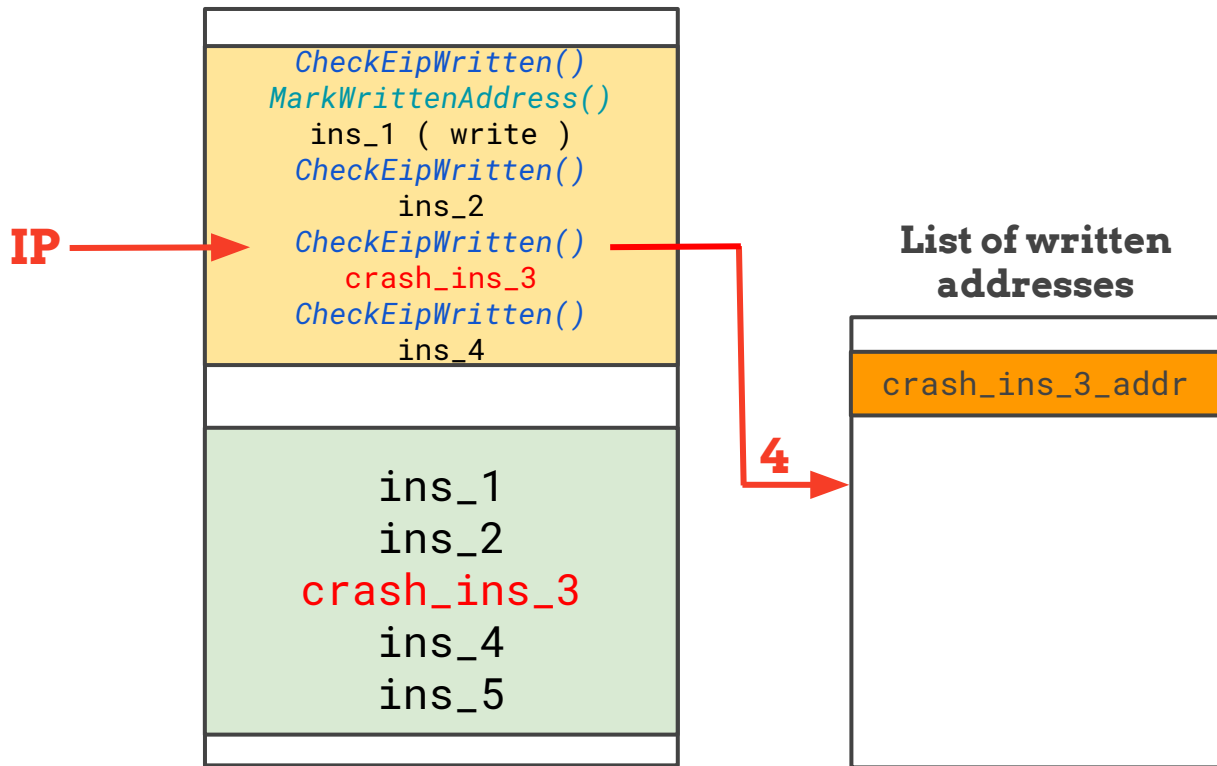 CheckEipWritten()
MarkWrittenAddress()
ins_1 ( write )
CheckEipWritten()
ins_2
IP
CheckEipWritten()
crash_ins_3
CheckEipWritten()
ins_4
List of written
addresses
crash_ins_3_addr
4
ins_1
ins_2
crash_ins_3
ins_4
ins_5